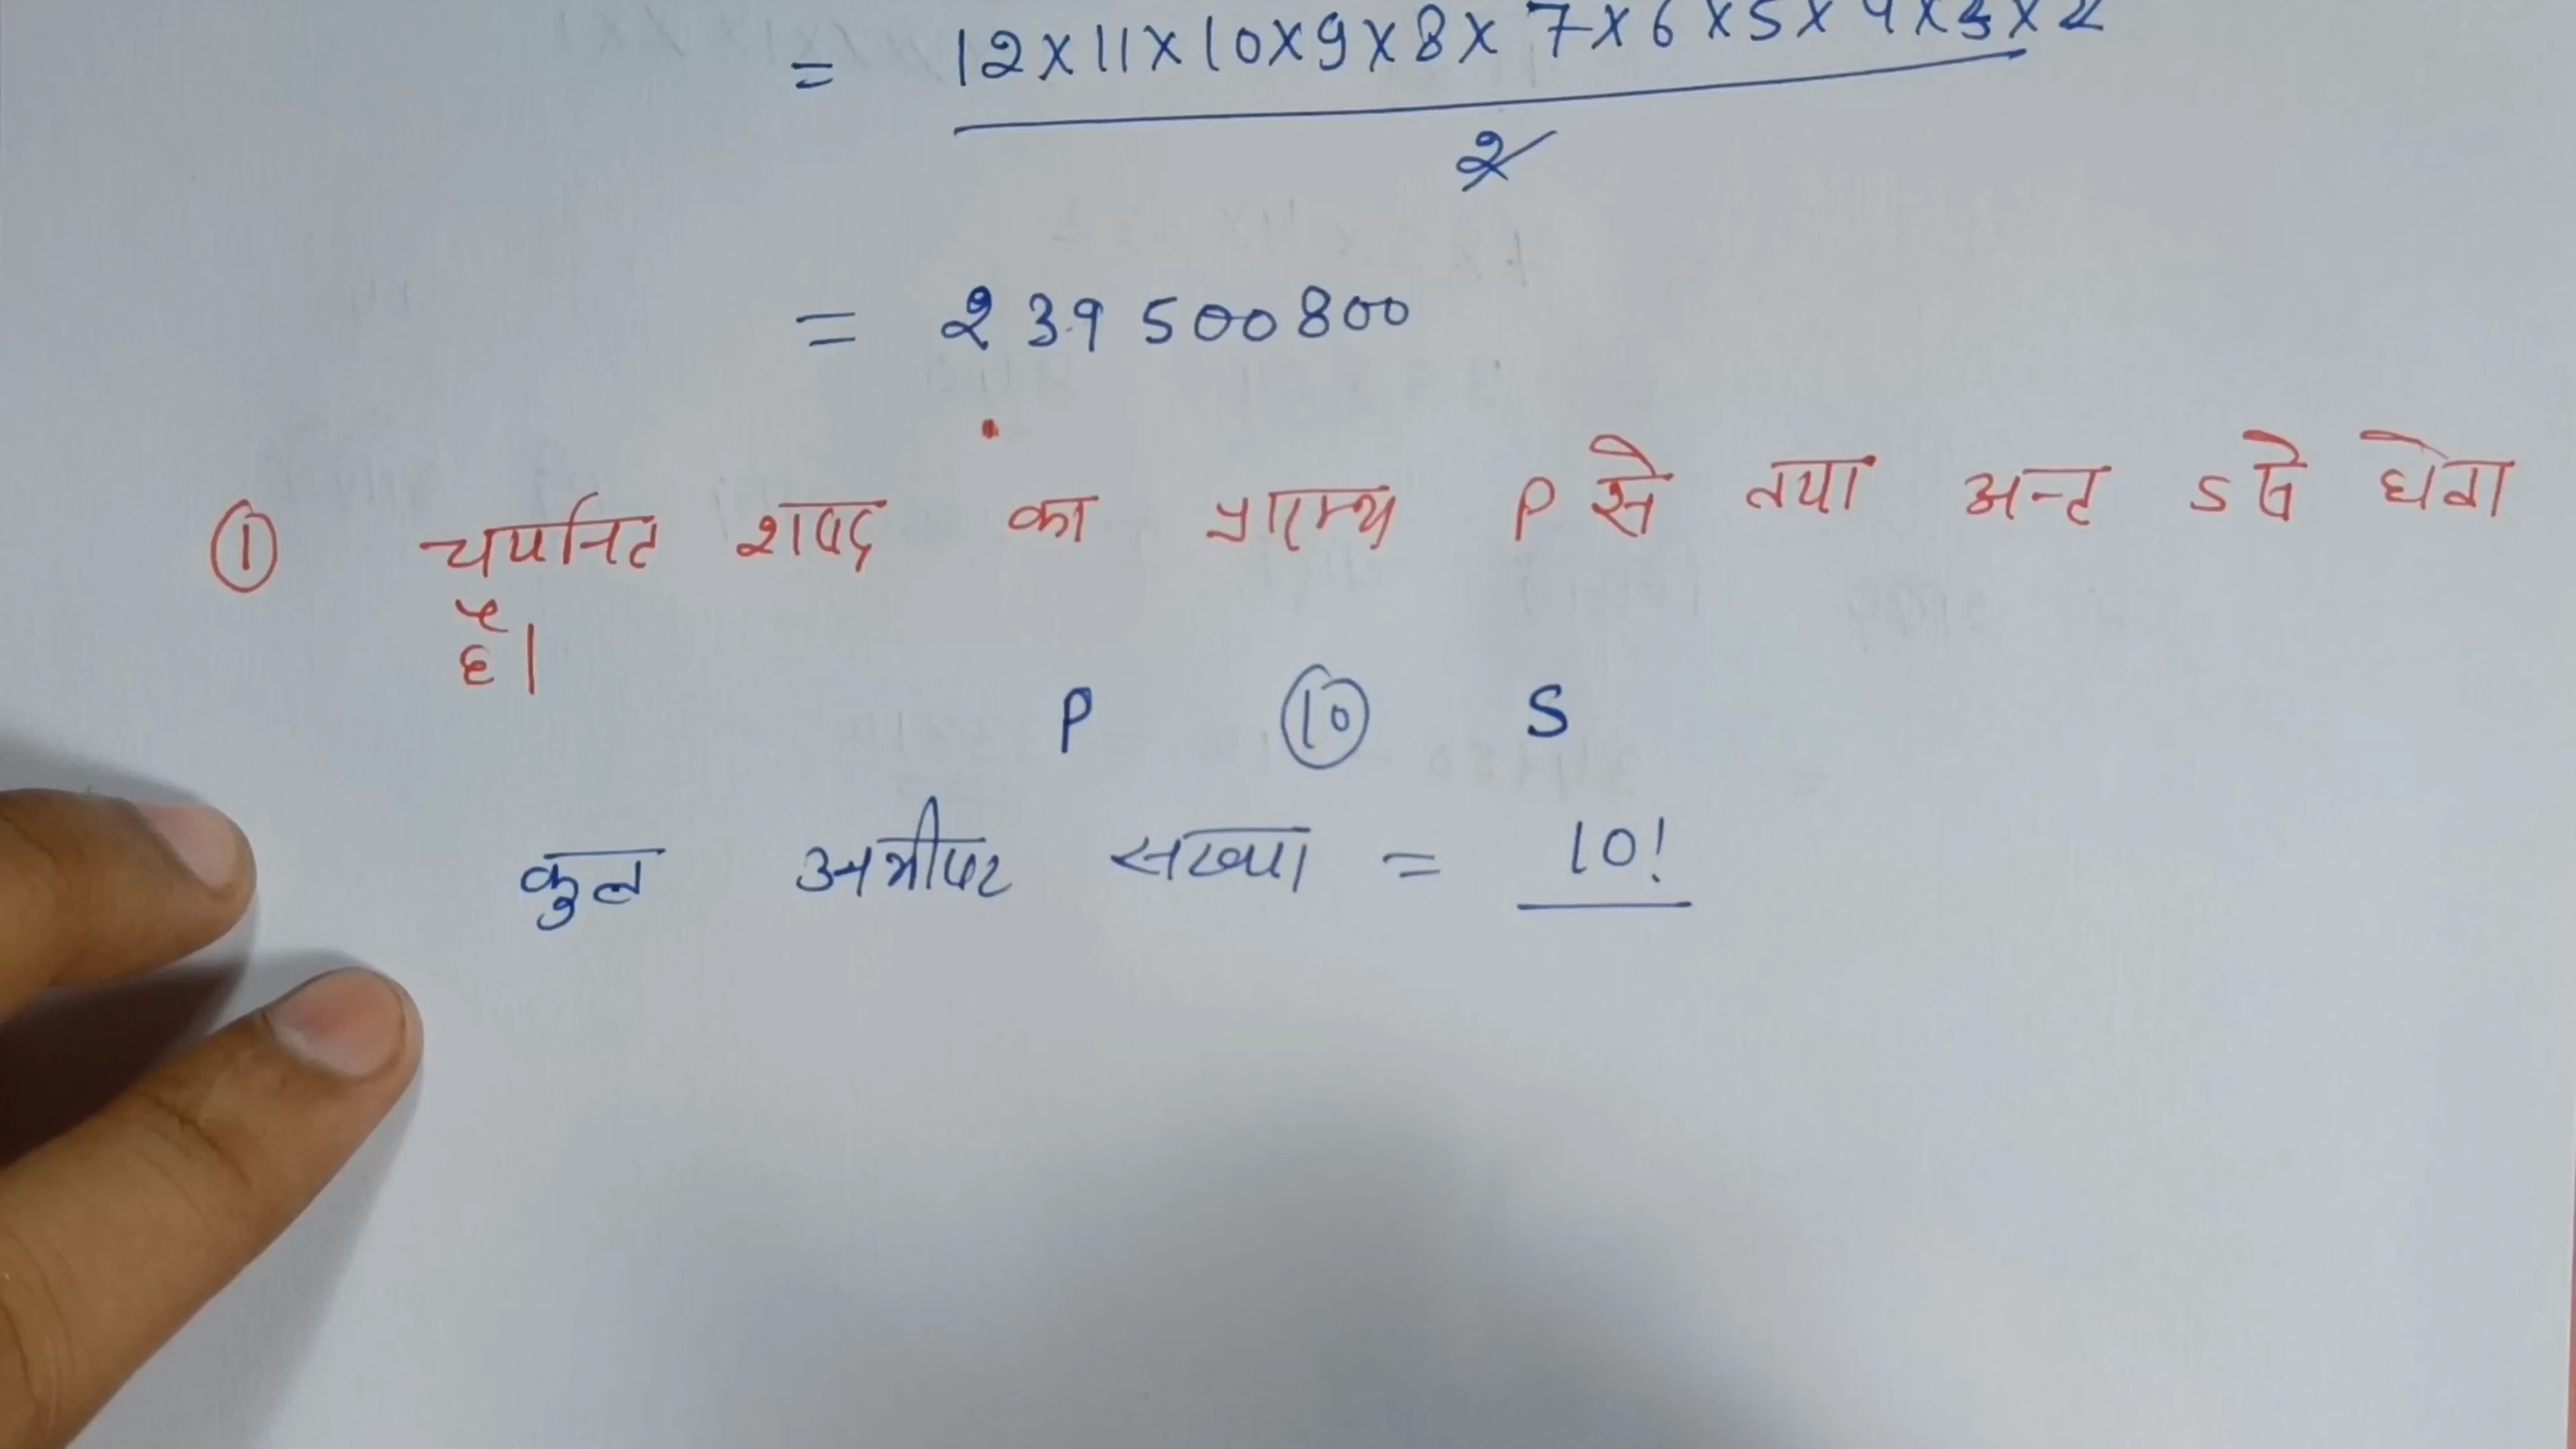 = 12×11×10×9×8×7×6×5×4×3×2
2
= 239500800
① चयनित शब्द का प्रारम्भ P से तथा अन्त S से होता
है।
P ⑩ S
कुल अभीष्ट संख्या = 10!